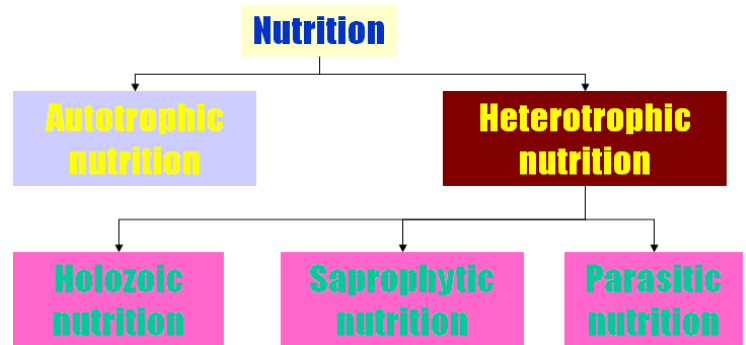 Nutrition
Autotrophic
nutrition
Heterotrophic
nutrition
Holozoic
nutrition
Saprophytic
nutrition
Parasitic
nutrition